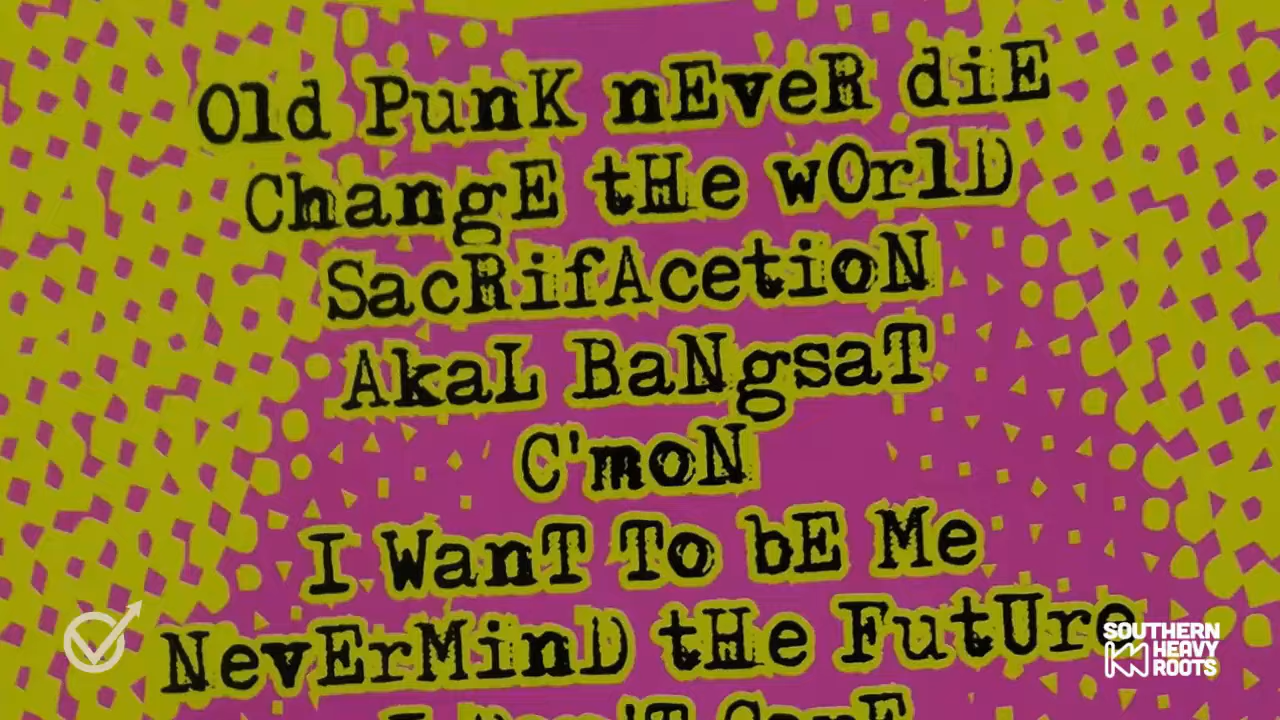 Old PunK nEveR diE
ChangE tHe wOrlD
SacRifAcetioN
AkaL BaNgsaT
C'moN
I WanT To bE Me
NevErMinD tHe FutUre
SOUTHERN
HEAVY
ROOTS